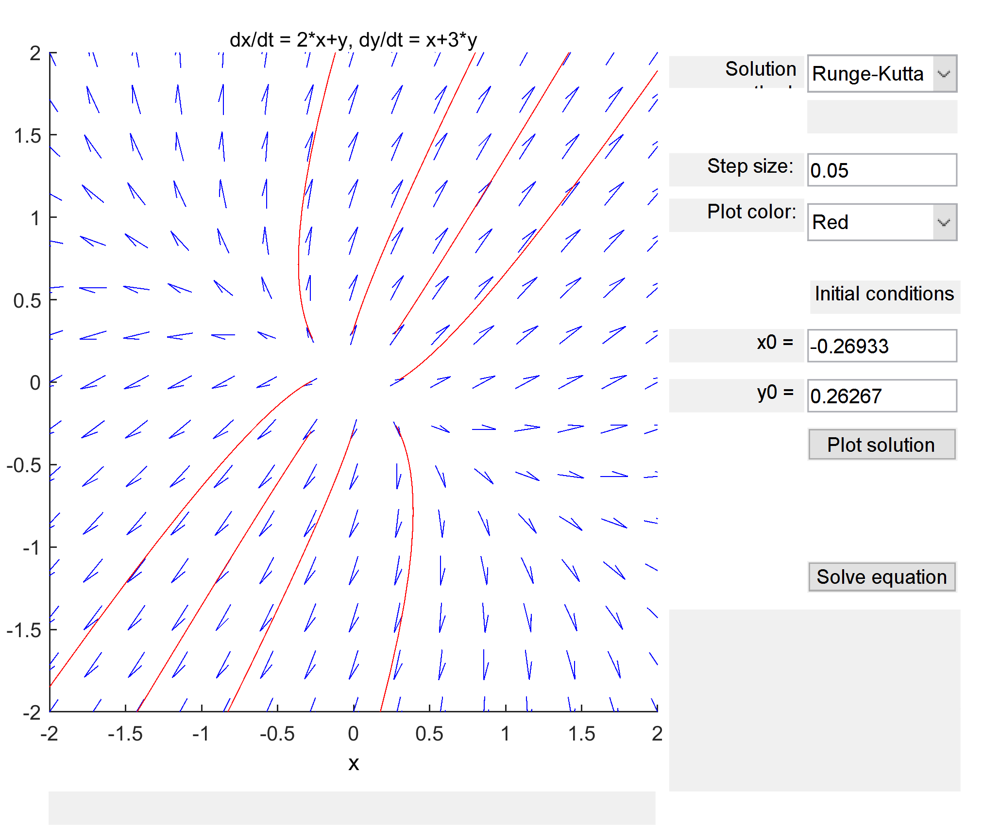 dx/dt = 2*x+y, dy/dt = x+3*y
2
1.5
1
0.5
0
-0.5
-1
-1.5
-2
-2
-1.5
-1
-0.5
0
0.5
1
1.5
2
x
Solution
Runge-Kutta
Step size:
0.05
Plot color:
Red
Initial conditions
x0 =
-0.26933
y0 =
0.26267
Plot solution
Solve equation